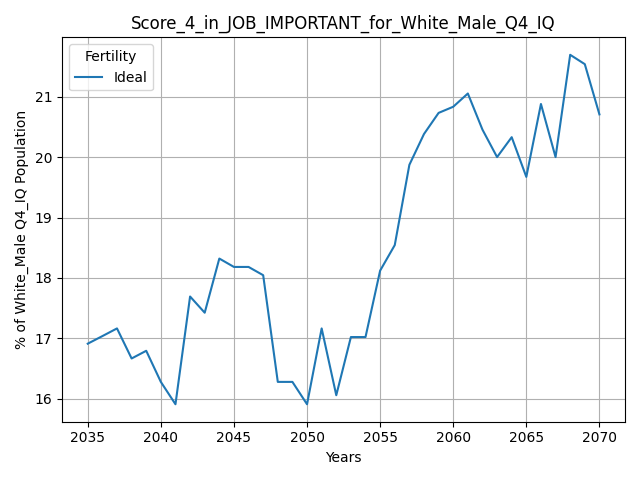 Score_4_in_JOB_IMPORTANT_for_White_Male_Q4_IQ
Fertility
Ideal
% of White_Male Q4_IQ Population
21
20
19
18
17
16
2035 2040 2045 2050 2055 2060 2065 2070
Years